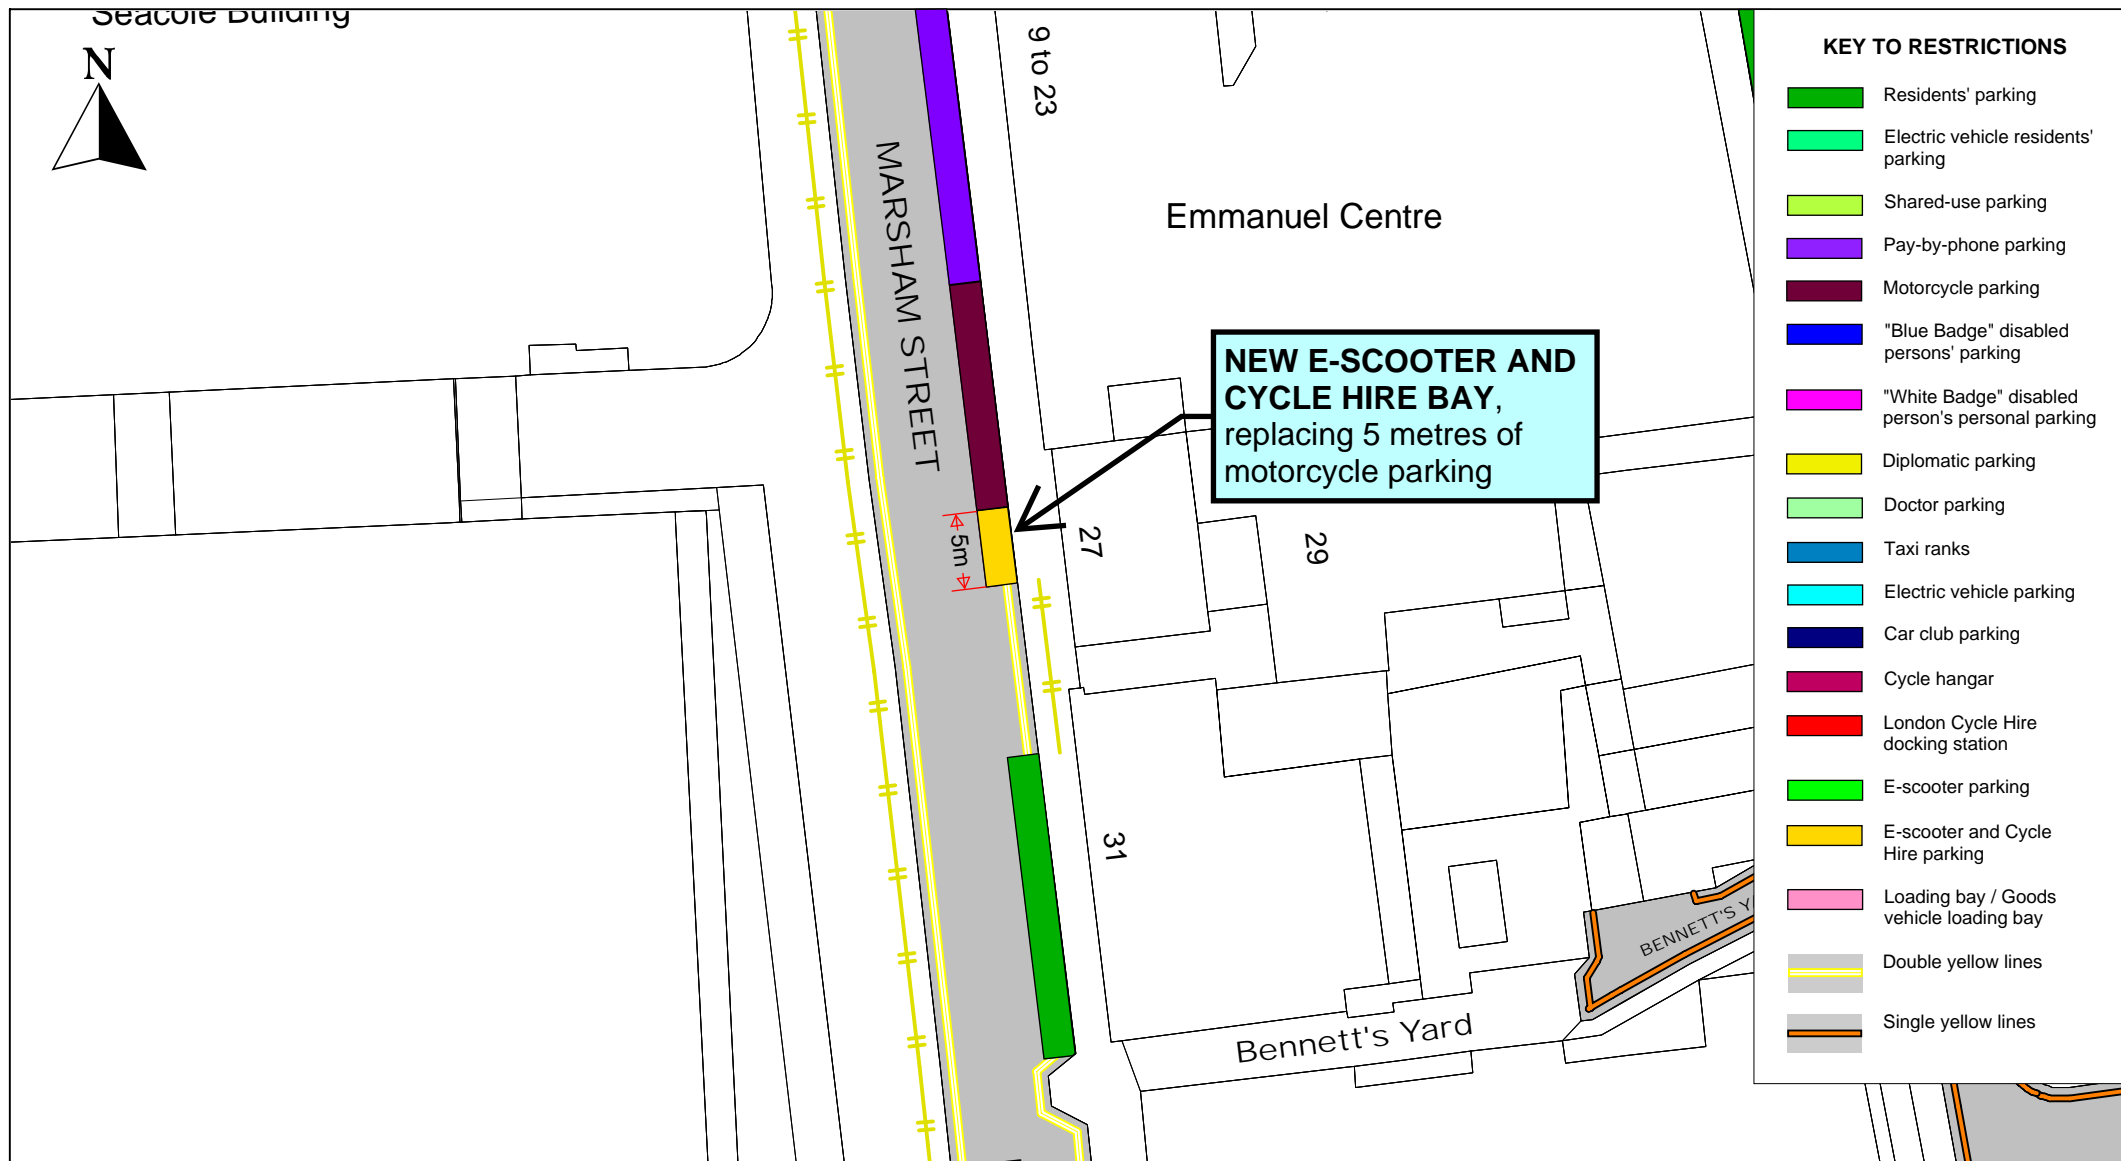 Seacole Building
N
9 to 23
MARSHAM STREET
Emmanuel Centre
NEW E-SCOOTER AND
CYCLE HIRE BAY,
replacing 5 metres of
motorcycle parking
5m
27
29
31
Bennett's Yard
BENNETT'S
KEY TO RESTRICTIONS
Residents' parking
Electric vehicle residents'
parking
Shared-use parking
Pay-by-phone parking
Motorcycle parking
"Blue Badge" disabled
persons' parking
"White Badge" disabled
person's personal parking
Diplomatic parking
Doctor parking
Taxi ranks
Electric vehicle parking
Car club parking
Cycle hangar
London Cycle Hire
docking station
E-scooter parking
E-scooter and Cycle
Hire parking
Loading bay / Goods
vehicle loading bay
Double yellow lines
Single yellow lines